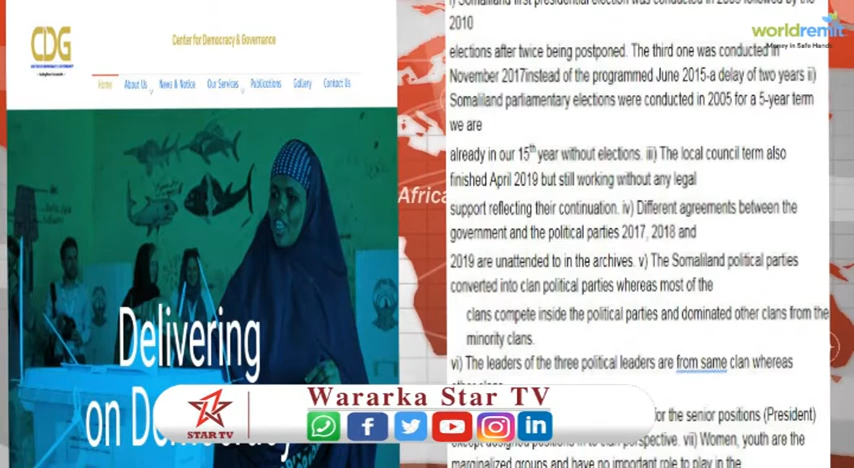 CDG
Center for Democracy & Governance
Home About Us News & Notice Our Services Publications Gallery Contact Us
Delivering
on
i) Somaliland first presidential election was conducted in 2003 followed by the
2010
elections after twice being postponed. The third one was conducted in
November 2017instead of the programmed June 2015-a delay of two years ii)
Somaliland parliamentary elections were conducted in 2005 for a 5-year term
we are
already in our 15th year without elections. iii) The local council term also
finished April 2019 but still working without any legal
support reflecting their continuation. iv) Different agreements between the
government and the political parties 2017, 2018 and
2019 are unattended to in the archives. v) The Somaliland political parties
converted into clan political parties whereas most of the
clans compete inside the political parties and dominated other clans from the
minority clans.
vi) The leaders of the three political leaders are from same clan whereas
for the senior positions (President)
except designed positions in to clan perspective. vii) Women, youth are the
marginalized groups and have no important role to play in the
worldremit
Money in Safe Hands
Africa
STAR TV
Wararka Star TV